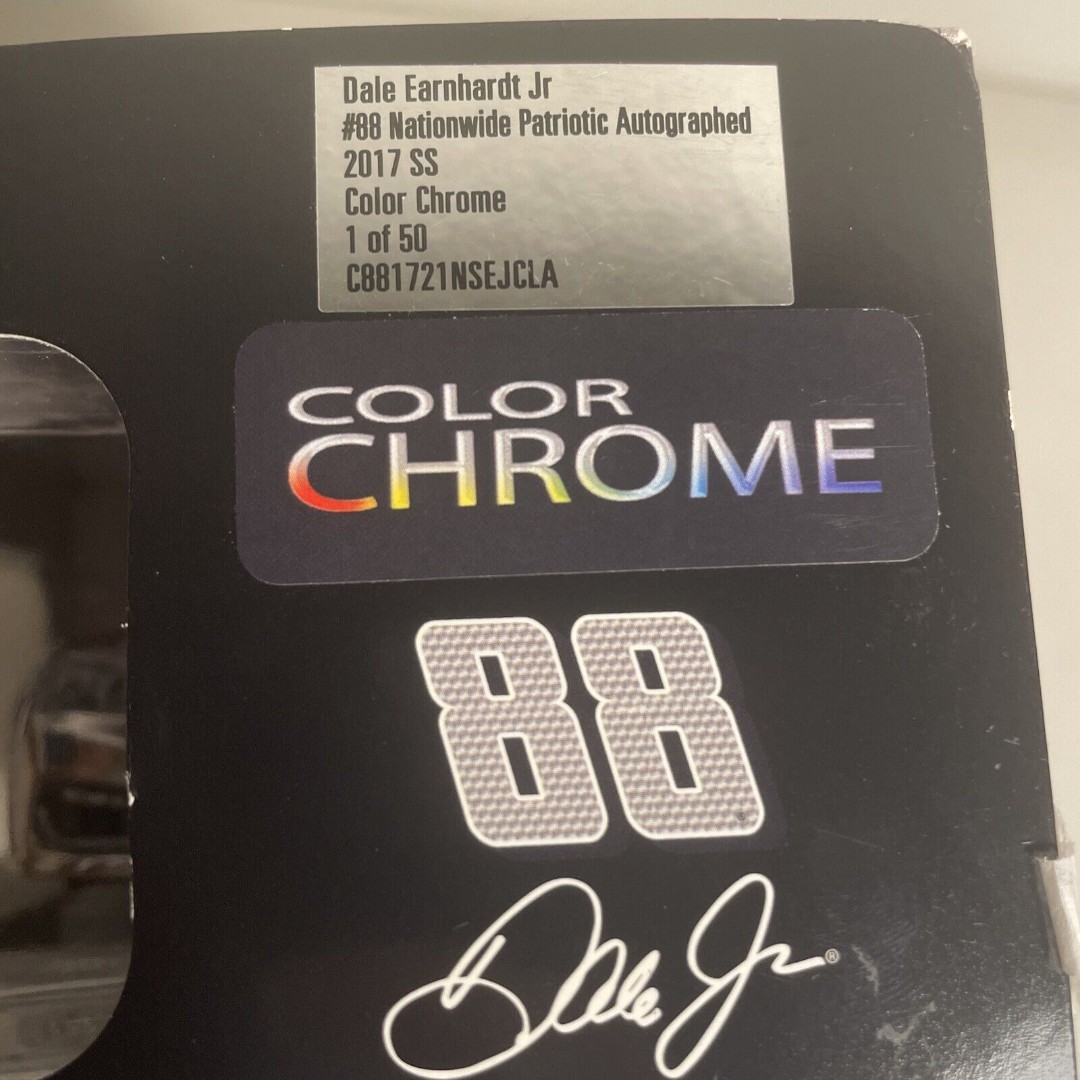 Dale Earnhardt Jr
#88 Nationwide Patriotic Autographed
2017 SS
Color Chrome
1 of 50
C881721NSEJCLA
COLOR
CHROME
88
Dale Jr®